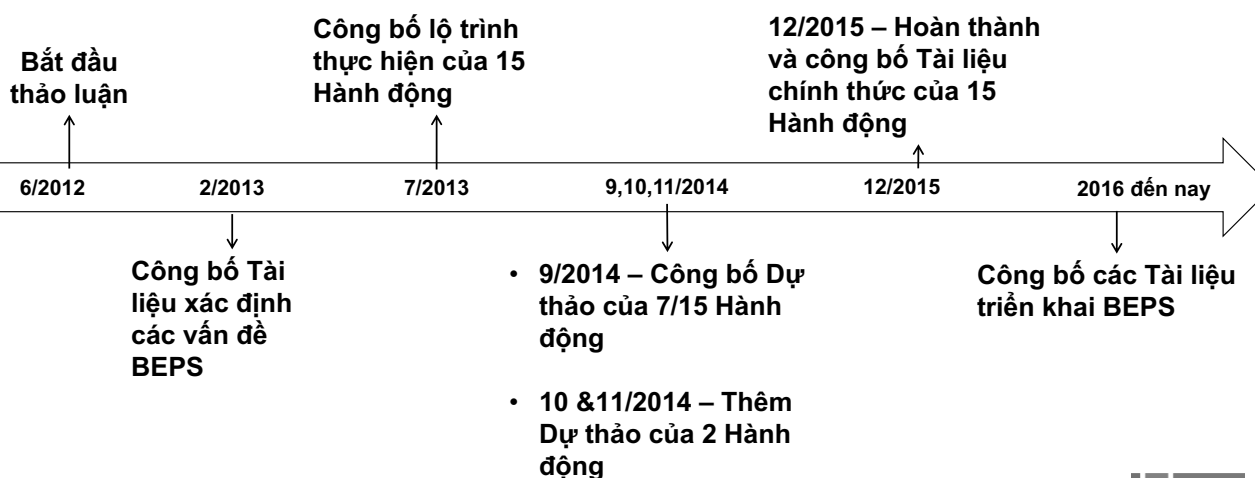 Bắt đầu
thảo luận
Công bố lộ trình
thực hiện của 15
Hành động
12/2015 – Hoàn thành
và công bố Tài liệu
chính thức của 15
Hành động
6/2012
2/2013
7/2013
9,10,11/2014
12/2015
2016 đến nay
Công bố Tài
liệu xác định
các vấn đề
BEPS
• 9/2014 – Công bố Dự
thảo của 7/15 Hành
động
• 10 &11/2014 – Thêm
Dự thảo của 2 Hành
động
Công bố các Tài liệu
triển khai BEPS